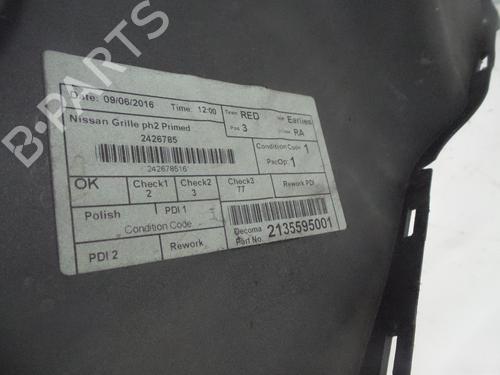 B-PARTS
Date: 09/06/2016 Time: 12:00 Team RED Earlies
Nissan Grille ph2 Primed Pos 3 RA
2426785
242678516 Condition Code 1
PacOp: 1
OK Check1 2 Check2 3 Check3 77 Rework PDI
Polish PDI 1
Condition Code
Decoma Part No. 2135595001
PDI 2 Rework